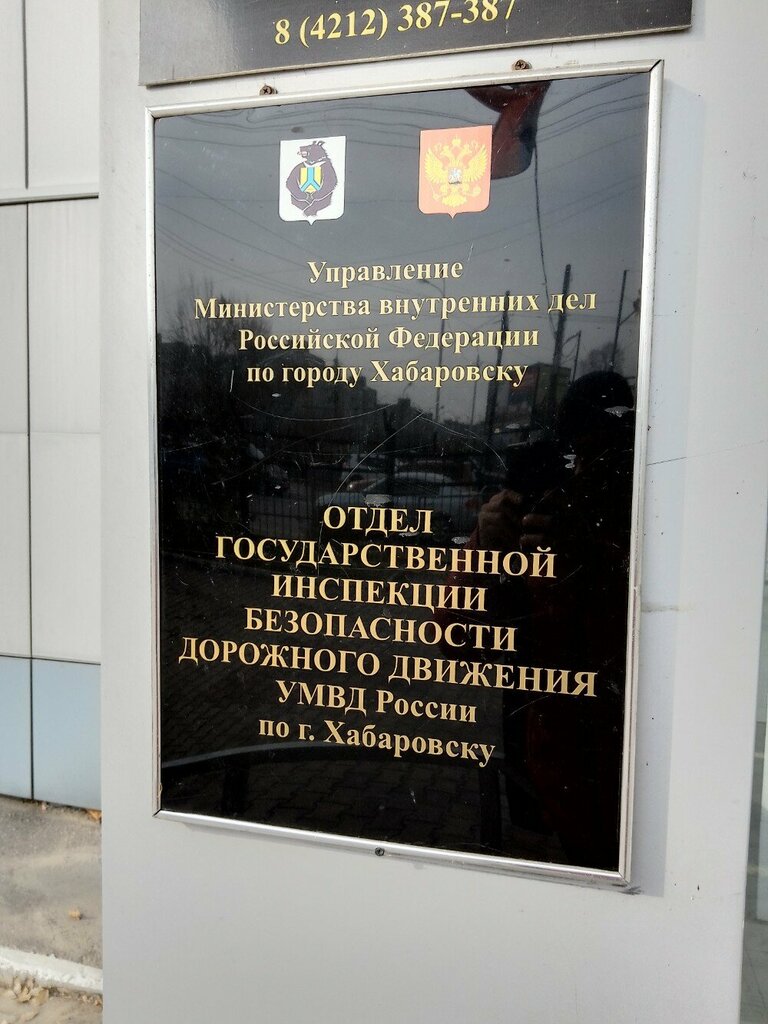 8 (4212) 387-387
Управление
Министерства внутренних дел
Российской Федерации
по городу Хабаровску
ОТДЕЛ
ГОСУДАРСТВЕННОЙ
ИНСПЕКЦИИ
БЕЗОПАСНОСТИ
ДОРОЖНОГО ДВИЖЕНИЯ
УМВД России
по г. Хабаровску